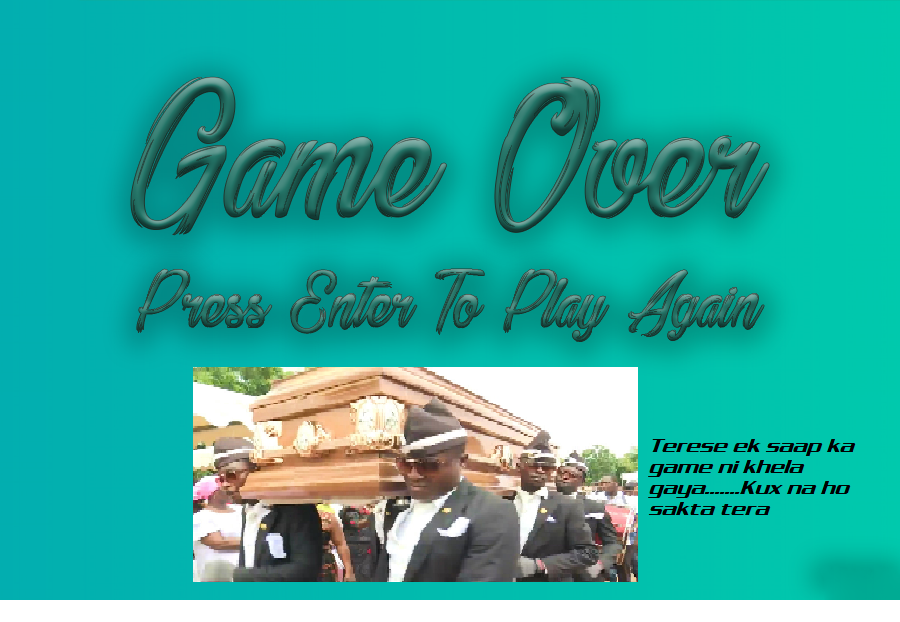 Game Over
Press Enter To Play Again
Terese ek saap ka
game ni khela
gaya.......Kux na ho
sakta tera